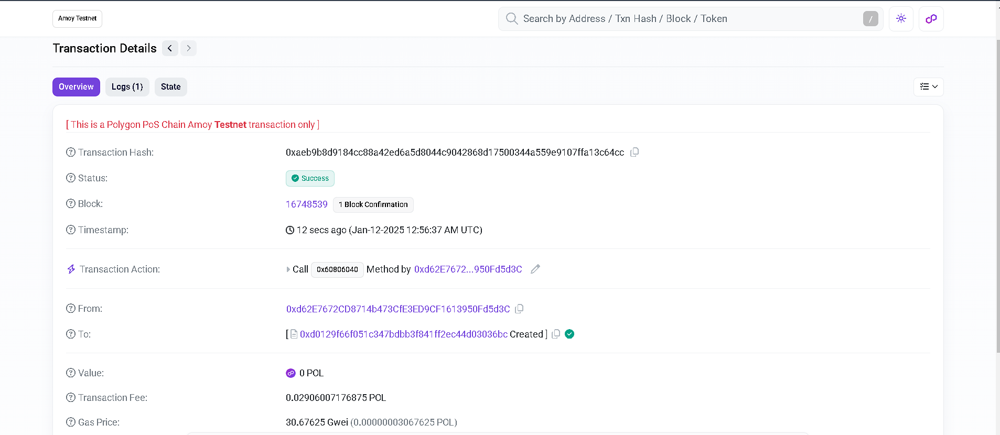 Amoy Testnet
Search by Address / Txn Hash / Block / Token
/
Transaction Details
Overview
Logs (1)
State
[ This is a Polygon PoS Chain Amoy Testnet transaction only ]
Transaction Hash:
0xaeb9b8d9184cc88a42ed6a5d8044c9042868d17500344a559e9107ffa13c64cc
Status:
Success
Block:
16748539
1 Block Confirmation
Timestamp:
12 secs ago (Jan-12-2025 12:56:37 AM UTC)
Transaction Action:
Call 0x60806040 Method by 0xd62E7672...950Fd5d3C
From:
0xd62E7672CD8714b473CfE3ED9CF1613950Fd5d3C
To:
[ 0xd0129f66f051c347bdbb3f841ff2ec44d03036bc Created ]
Value:
0 POL
Transaction Fee:
0.02906007176875 POL
Gas Price:
30.67625 Gwei (0.00000003067625 POL)